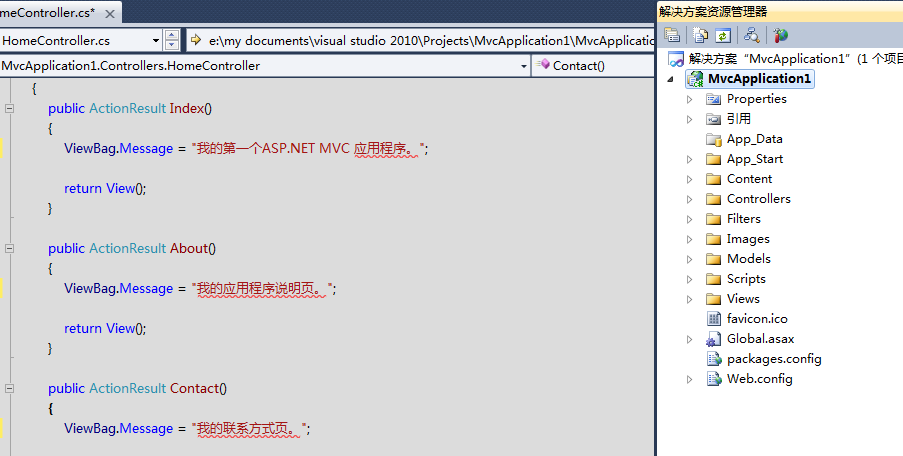 meController.cs*
HomeController.cs
e:\my documents\visual studio 2010\Projects\MvcApplication1\MvcApplication
MvcApplication1.Controllers.HomeController
Contact()
{
public ActionResult Index()
{
ViewBag.Message = "我的第一个ASP.NET MVC 应用程序。";
return View();
}
public ActionResult About()
{
ViewBag.Message = "我的应用程序说明页。";
return View();
}
public ActionResult Contact()
{
ViewBag.Message = "我的联系方式页。";
解决方案资源管理器
解决方案 "MvcApplication1" (1 个项目
MvcApplication1
Properties
引用
App_Data
App_Start
Content
Controllers
Filters
Images
Models
Scripts
Views
favicon.ico
Global.asax
packages.config
Web.config